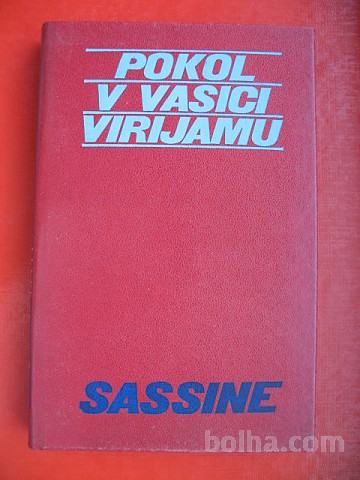 POKOL
V VASICI
VIRIJAMU
SASSINE
bolha.com